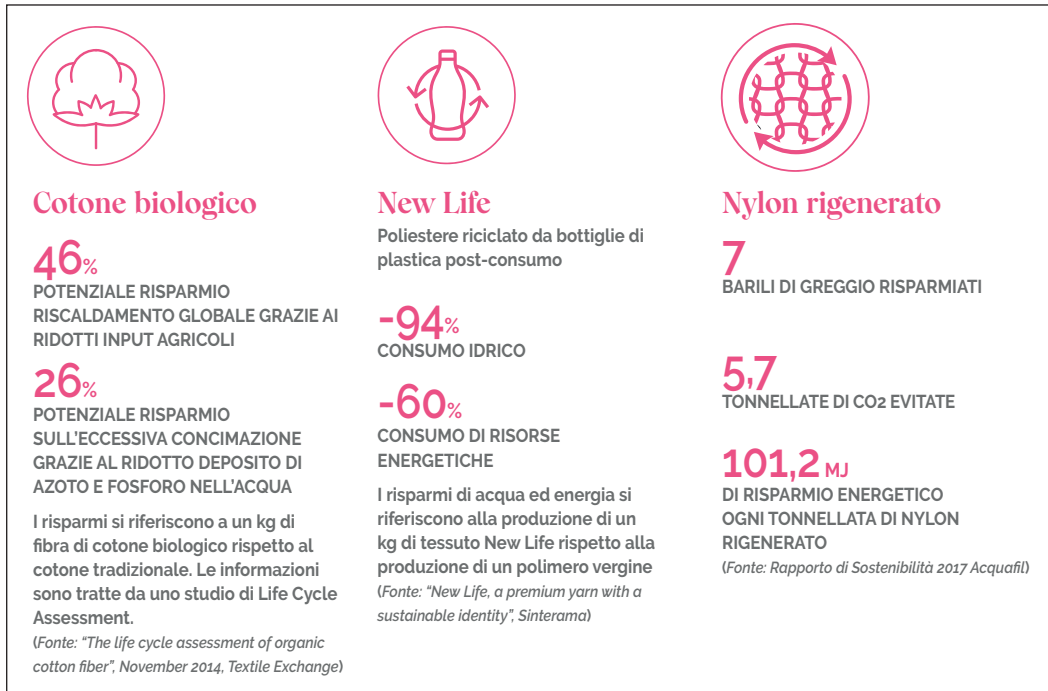 Cotone biologico
46%
POTENZIALE RISPARMIO
RISCALDAMENTO GLOBALE GRAZIE AI
RIDOTTI INPUT AGRICOLI
26%
POTENZIALE RISPARMIO
SULL'ECCESSIVA CONCIMAZIONE
GRAZIE AL RIDOTTO DEPOSITO DI
AZOTO E FOSFORO NELL'ACQUA
I risparmi si riferiscono a un kg di
fibra di cotone biologico rispetto al
cotone tradizionale. Le informazioni
sono tratte da uno studio di Life Cycle
Assessment.
(Fonte: "The life cycle assessment of organic
cotton fiber", November 2014, Textile Exchange)
New Life
Poliestere riciclato da bottiglie di
plastica post-consumo
-94%
CONSUMO IDRICO
-60%
CONSUMO DI RISORSE
ENERGETICHE
I risparmi di acqua ed energia si
riferiscono alla produzione di un
kg di tessuto New Life rispetto alla
produzione di un polimero vergine
(Fonte: "New Life, a premium yarn with a
sustainable identity", Sinterama)
Nylon rigenerato
7
BARILI DI GREGGIO RISPARMIATI
5,7
TONNELLATE DI CO2 EVITATE
101,2 MJ
DI RISPARMIO ENERGETICO
OGNI TONNELLATA DI NYLON
RIGENERATO
(Fonte: Rapporto di Sostenibilità 2017 Acquafil)